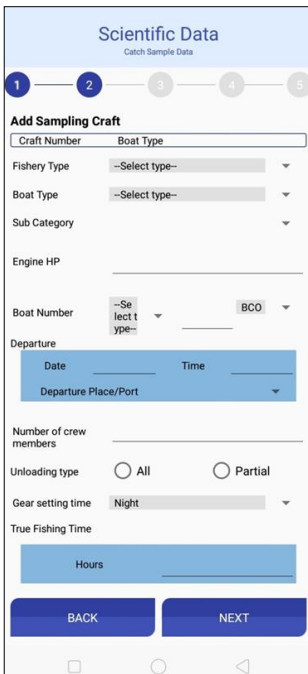 Scientific Data
Catch Sample Data
1 2 3 4 5
Add Sampling Craft
Craft Number Boat Type
Fishery Type --Select type--
Boat Type --Select type--
Sub Category
Engine HP
Boat Number --Se
lect t
ype-- BCO
Departure
Date Time
Departure Place/Port
Number of crew
members
Unloading type All Partial
Gear setting time Night
True Fishing Time
Hours
BACK NEXT